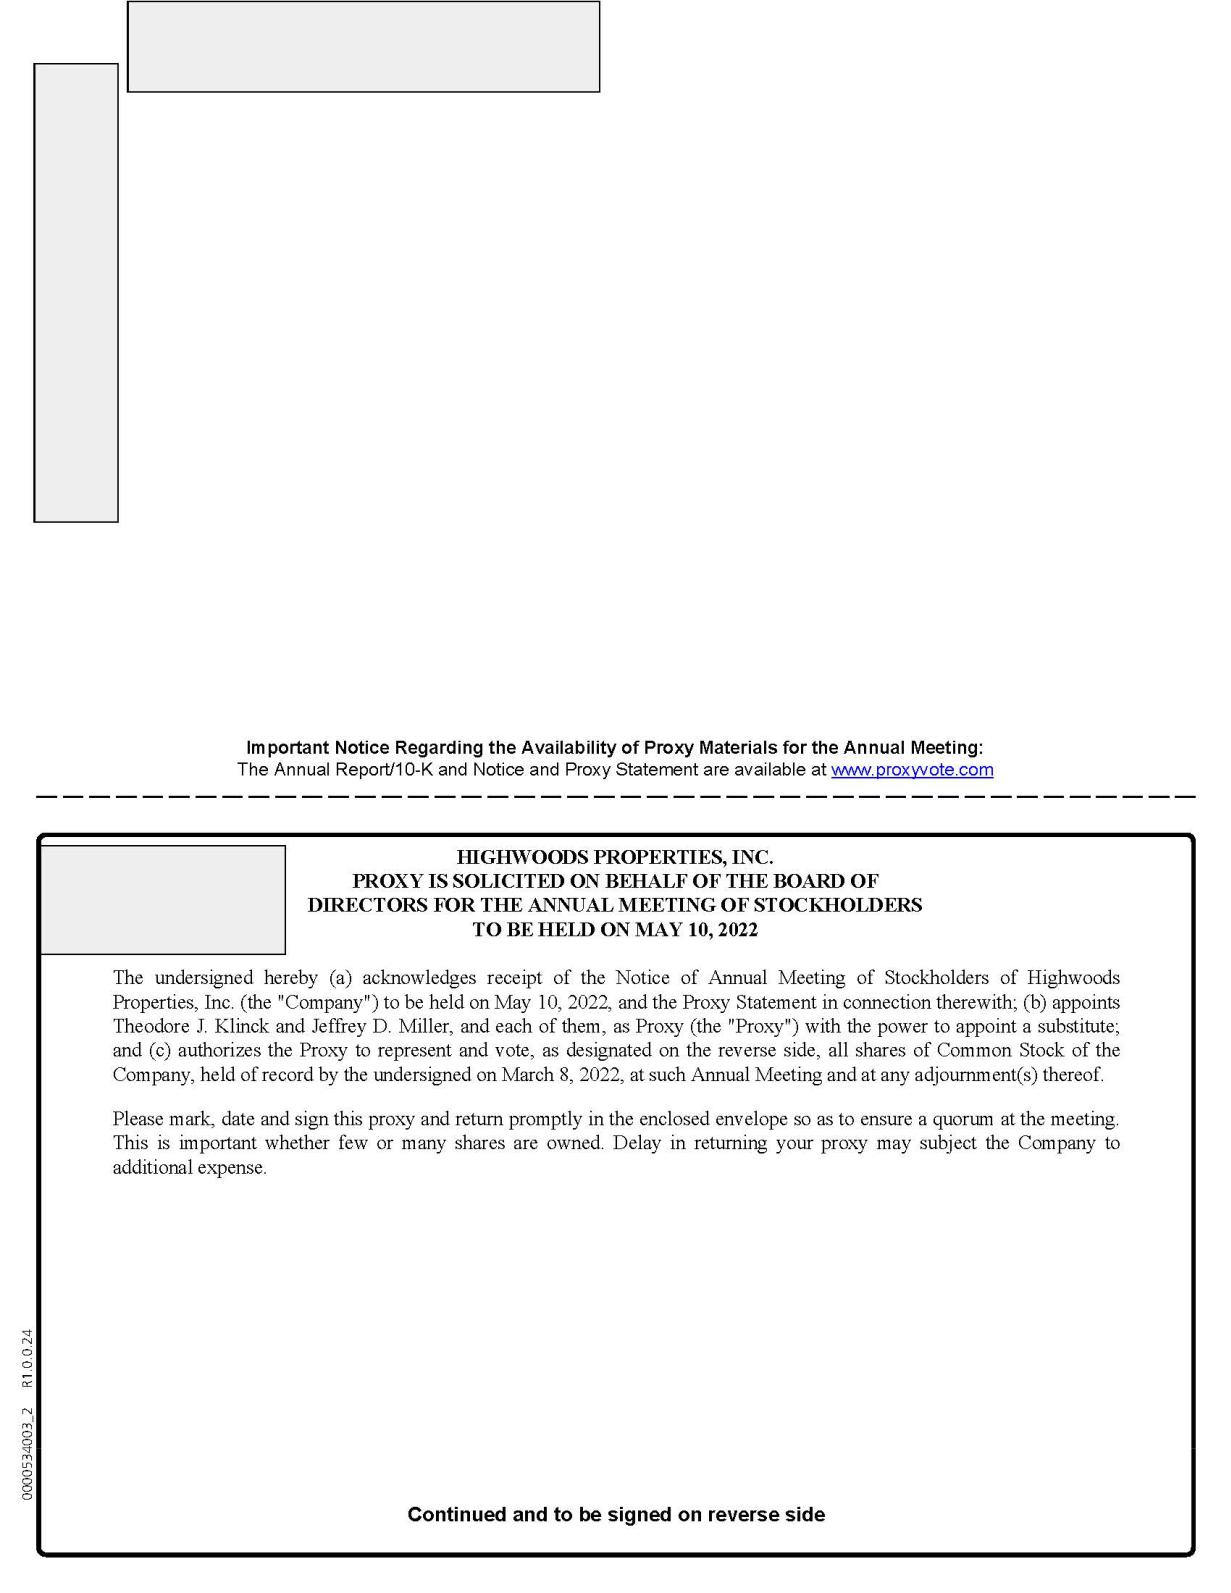 Important Notice Regarding the Availability of Proxy Materials for the Annual Meeting:
The Annual Report/10-K and Notice and Proxy Statement are available at www.proxyvote.com
HIGHWOODS PROPERTIES, INC.
PROXY IS SOLICITED ON BEHALF OF THE BOARD OF
DIRECTORS FOR THE ANNUAL MEETING OF STOCKHOLDERS
TO BE HELD ON MAY 10, 2022
The undersigned hereby (a) acknowledges receipt of the Notice of Annual Meeting of Stockholders of Highwoods
Properties, Inc. (the "Company") to be held on May 10, 2022, and the Proxy Statement in connection therewith; (b) appoints
Theodore J. Klinck and Jeffrey D. Miller, and each of them, as Proxy (the "Proxy") with the power to appoint a substitute;
and (c) authorizes the Proxy to represent and vote, as designated on the reverse side, all shares of Common Stock of the
Company, held of record by the undersigned on March 8, 2022, at such Annual Meeting and at any adjournment(s) thereof.
Please mark, date and sign this proxy and return promptly in the enclosed envelope so as to ensure a quorum at the meeting.
This is important whether few or many shares are owned. Delay in returning your proxy may subject the Company to
additional expense.
0000534003_2 R1.0.0.24
Continued and to be signed on reverse side